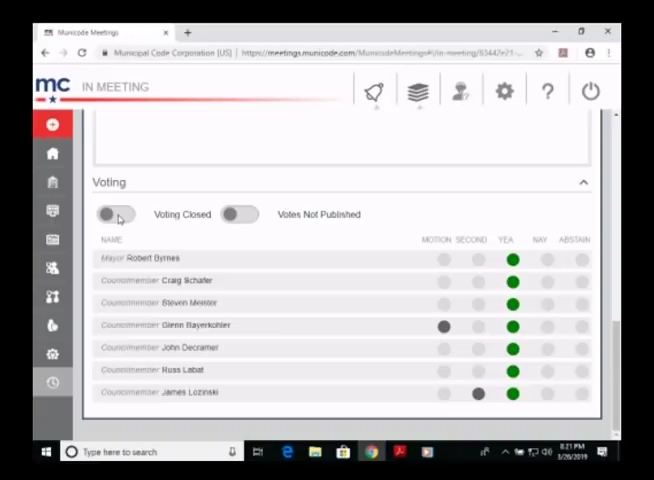 Municode Meetings
Municipal Code Corporation [US] | https://meetings.municode.com/MunicodeMeetings#/in-meeting/
mc IN MEETING
Voting
Voting Closed Votes Not Published
NAME MOTION SECOND YEA NAY ABSTAIN
Mayor Robert Byrnes
Councilmember Craig Schafer
Councilmember Steven Meister
Councilmember Glenn Bayerkohler
Councilmember John Decramer
Councilmember Russ Labat
Councilmember James Lozinski
Type here to search
8:21 PM
3/26/2019